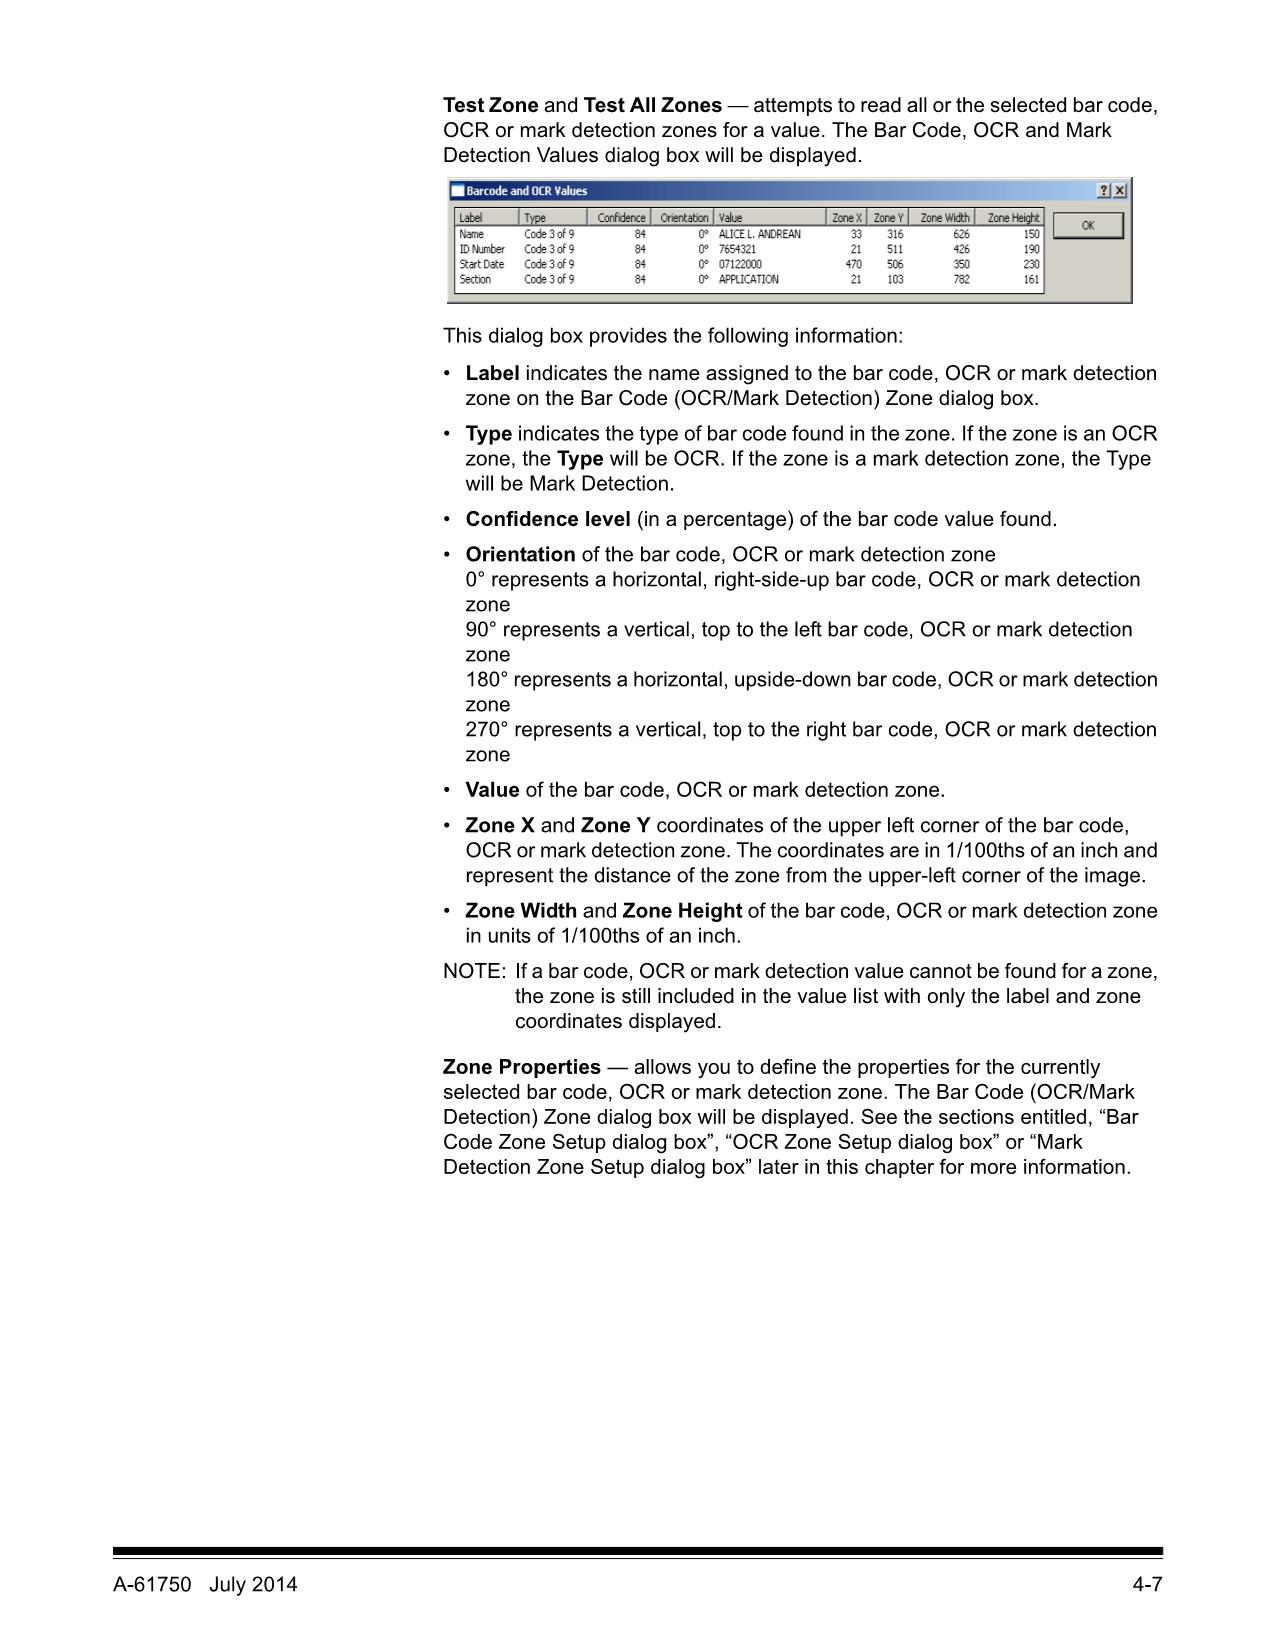 Test Zone and Test All Zones — attempts to read all or the selected bar code,
OCR or mark detection zones for a value. The Bar Code, OCR and Mark
Detection Values dialog box will be displayed.
Barcode and OCR Values
Label Type Confidence Orientation Value Zone X Zone Y Zone Width Zone Height OK
Name Code 3 of 9 84 0° ALICE L. ANDREAN 33 316 626 150
ID Number Code 3 of 9 84 0° 7654321 21 511 426 190
Start Date Code 3 of 9 84 0° 07122000 470 506 350 230
Section Code 3 of 9 84 0° APPLICATION 21 103 782 161
This dialog box provides the following information:
• Label indicates the name assigned to the bar code, OCR or mark detection
zone on the Bar Code (OCR/Mark Detection) Zone dialog box.
• Type indicates the type of bar code found in the zone. If the zone is an OCR
zone, the Type will be OCR. If the zone is a mark detection zone, the Type
will be Mark Detection.
• Confidence level (in a percentage) of the bar code value found.
• Orientation of the bar code, OCR or mark detection zone
0° represents a horizontal, right-side-up bar code, OCR or mark detection
zone
90° represents a vertical, top to the left bar code, OCR or mark detection
zone
180° represents a horizontal, upside-down bar code, OCR or mark detection
zone
270° represents a vertical, top to the right bar code, OCR or mark detection
zone
• Value of the bar code, OCR or mark detection zone.
• Zone X and Zone Y coordinates of the upper left corner of the bar code,
OCR or mark detection zone. The coordinates are in 1/100ths of an inch and
represent the distance of the zone from the upper-left corner of the image.
• Zone Width and Zone Height of the bar code, OCR or mark detection zone
in units of 1/100ths of an inch.
NOTE: If a bar code, OCR or mark detection value cannot be found for a zone,
the zone is still included in the value list with only the label and zone
coordinates displayed.
Zone Properties — allows you to define the properties for the currently
selected bar code, OCR or mark detection zone. The Bar Code (OCR/Mark
Detection) Zone dialog box will be displayed. See the sections entitled, “Bar
Code Zone Setup dialog box”, “OCR Zone Setup dialog box” or “Mark
Detection Zone Setup dialog box” later in this chapter for more information.
A-61750 July 2014 4-7